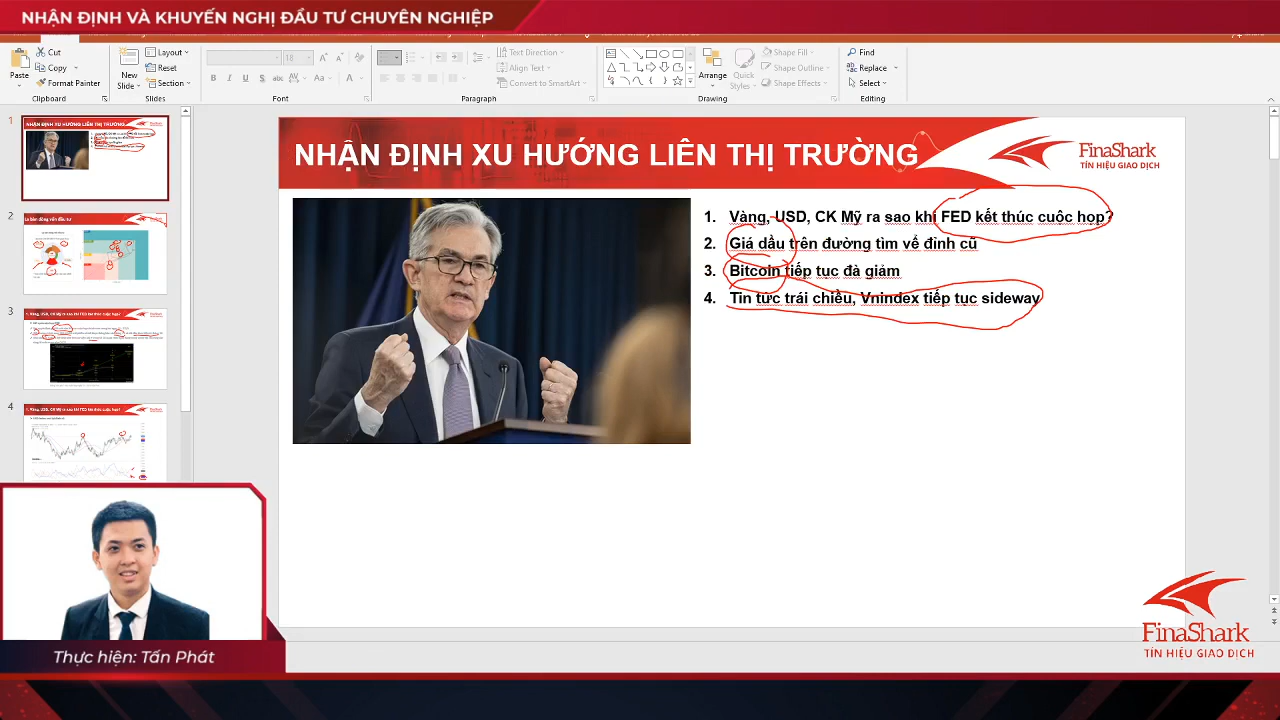 NHẬN ĐỊNH VÀ KHUYẾN NGHỊ ĐẦU TƯ CHUYÊN NGHIỆP
Cut
Copy
Format Painter
Paste
Clipboard
New
Slide
Layout
Reset
Section
Slides
18
Font
Text Direction
Align Text
Convert to SmartArt
Paragraph
Arrange
Quick
Styles
Shape Fill
Shape Outline
Shape Effects
Drawing
Find
Replace
Select
Editing
1
2
3
4
NHẬN ĐỊNH XU HƯỚNG LIÊN THỊ TRƯỜNG
FinaShark
TÍN HIỆU GIAO DỊCH
1. Vàng, USD, CK Mỹ ra sao khi FED kết thúc cuộc họp?
2. Giá dầu trên đường tìm về đỉnh cũ
3. Bitcoin tiếp tục đà giảm
4. Tin tức trái chiều, Vnindex tiếp tục sideway
Thực hiện: Tấn Phát
FinaShark
TÍN HIỆU GIAO DỊCH